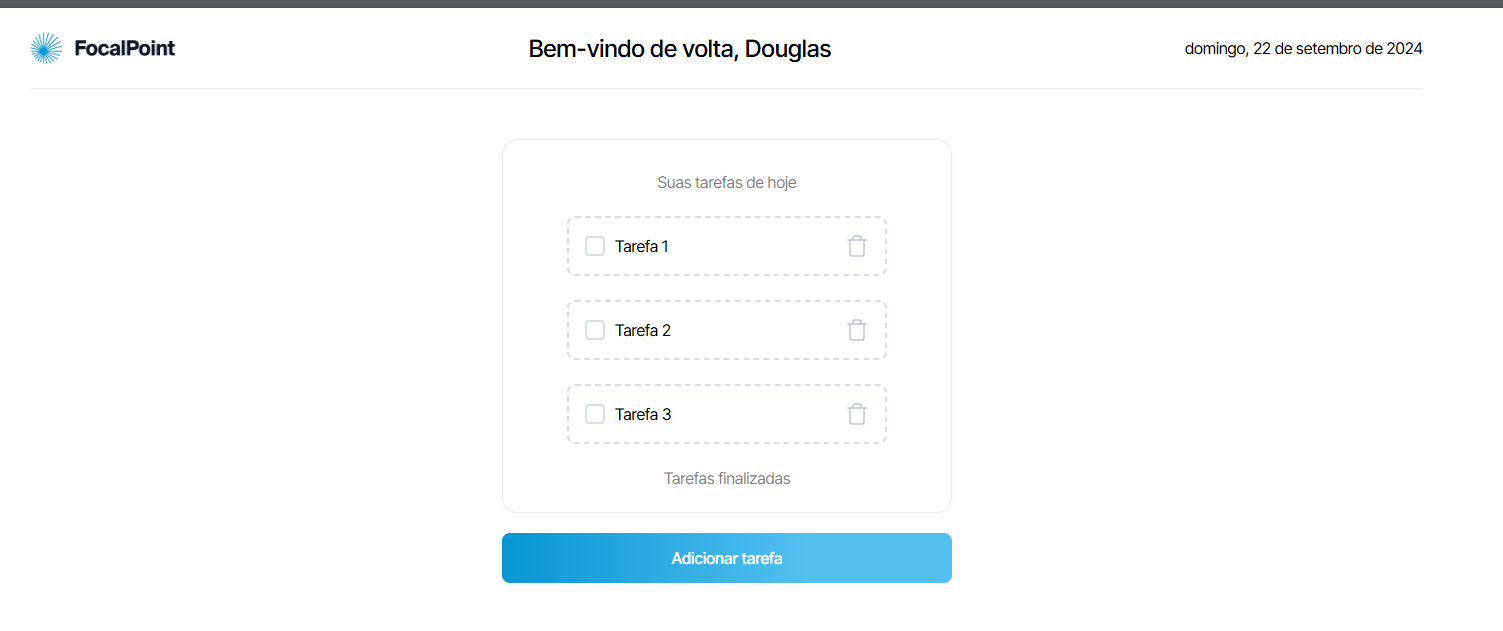 FocalPoint
Bem-vindo de volta, Douglas
domingo, 22 de setembro de 2024
Suas tarefas de hoje
Tarefa 1
Tarefa 2
Tarefa 3
Tarefas finalizadas
Adicionar tarefa